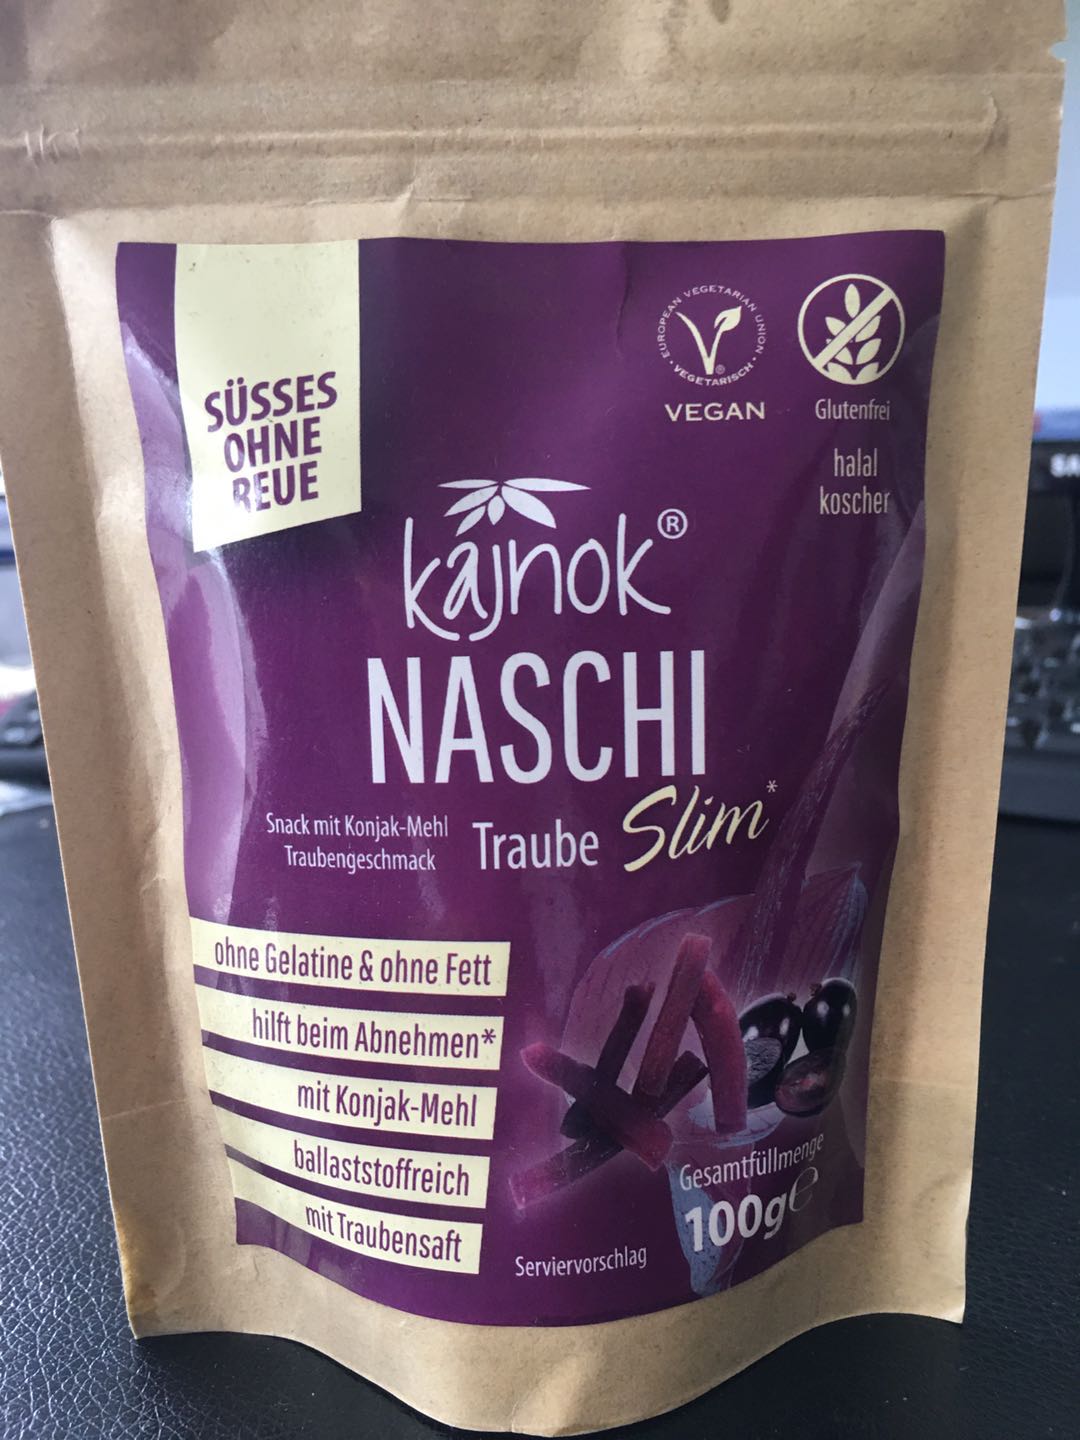 SÜSSES
OHNE
REUE
EUROPEAN VEGETARIAN UNION
VEGETARISCH
VEGAN
Glutenfrei
halal
koscher
kajnok®
NASCHI
Snack mit Konjak-Mehl
Traubengeschmack
Traube Slim*
ohne Gelatine & ohne Fett
hilft beim Abnehmen*
mit Konjak-Mehl
ballaststoffreich
mit Traubensaft
Gesamtfüllmenge
100g℮
Serviervorschlag